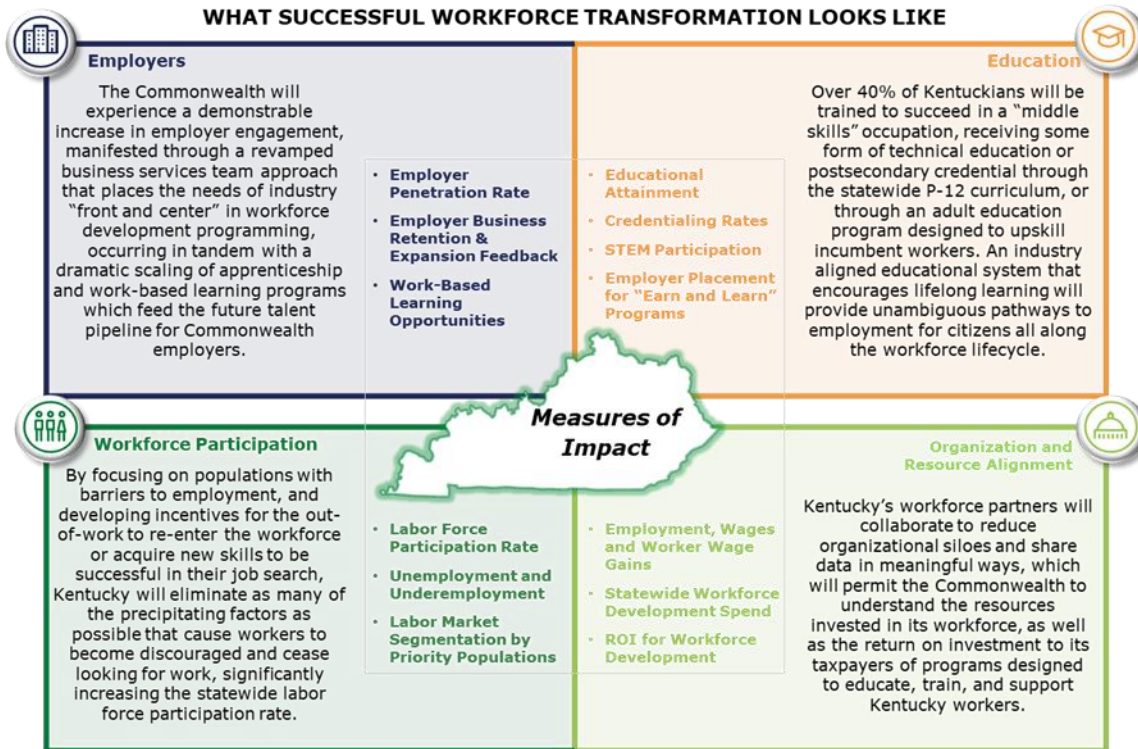 WHAT SUCCESSFUL WORKFORCE TRANSFORMATION LOOKS LIKE
Employers
The Commonwealth will
experience a demonstrable
increase in employer engagement,
manifested through a revamped
business services team approach
that places the needs of industry
“front and center” in workforce
development programming,
occurring in tandem with a
dramatic scaling of apprenticeship
and work-based learning programs
which feed the future talent
pipeline for Commonwealth
employers.
• Employer
Penetration Rate
• Employer Business
Retention &
Expansion Feedback
• Work-Based
Learning
Opportunities
Education
• Educational
Attainment
• Credentialing Rates
• STEM Participation
• Employer Placement
for “Earn and Learn”
Programs
Over 40% of Kentuckians will be
trained to succeed in a “middle
skills” occupation, receiving some
form of technical education or
postsecondary credential through
the statewide P-12 curriculum, or
through an adult education
program designed to upskill
incumbent workers. An industry
aligned educational system that
encourages lifelong learning will
provide unambiguous pathways to
employment for citizens all along
the workforce lifecycle.
Measures of
Impact
Workforce Participation
By focusing on populations with
barriers to employment, and
developing incentives for the out-
of-work to re-enter the workforce
or acquire new skills to be
successful in their job search,
Kentucky will eliminate as many of
the precipitating factors as
possible that cause workers to
become discouraged and cease
looking for work, significantly
increasing the statewide labor
force participation rate.
• Labor Force
Participation Rate
• Unemployment and
Underemployment
• Labor Market
Segmentation by
Priority Populations
Organization and
Resource Alignment
• Employment, Wages
and Worker Wage
Gains
• Statewide Workforce
Development Spend
• ROI for Workforce
Development
Kentucky’s workforce partners will
collaborate to reduce
organizational siloes and share
data in meaningful ways, which
will permit the Commonwealth to
understand the resources
invested in its workforce, as well
as the return on investment to its
taxpayers of programs designed
to educate, train, and support
Kentucky workers.